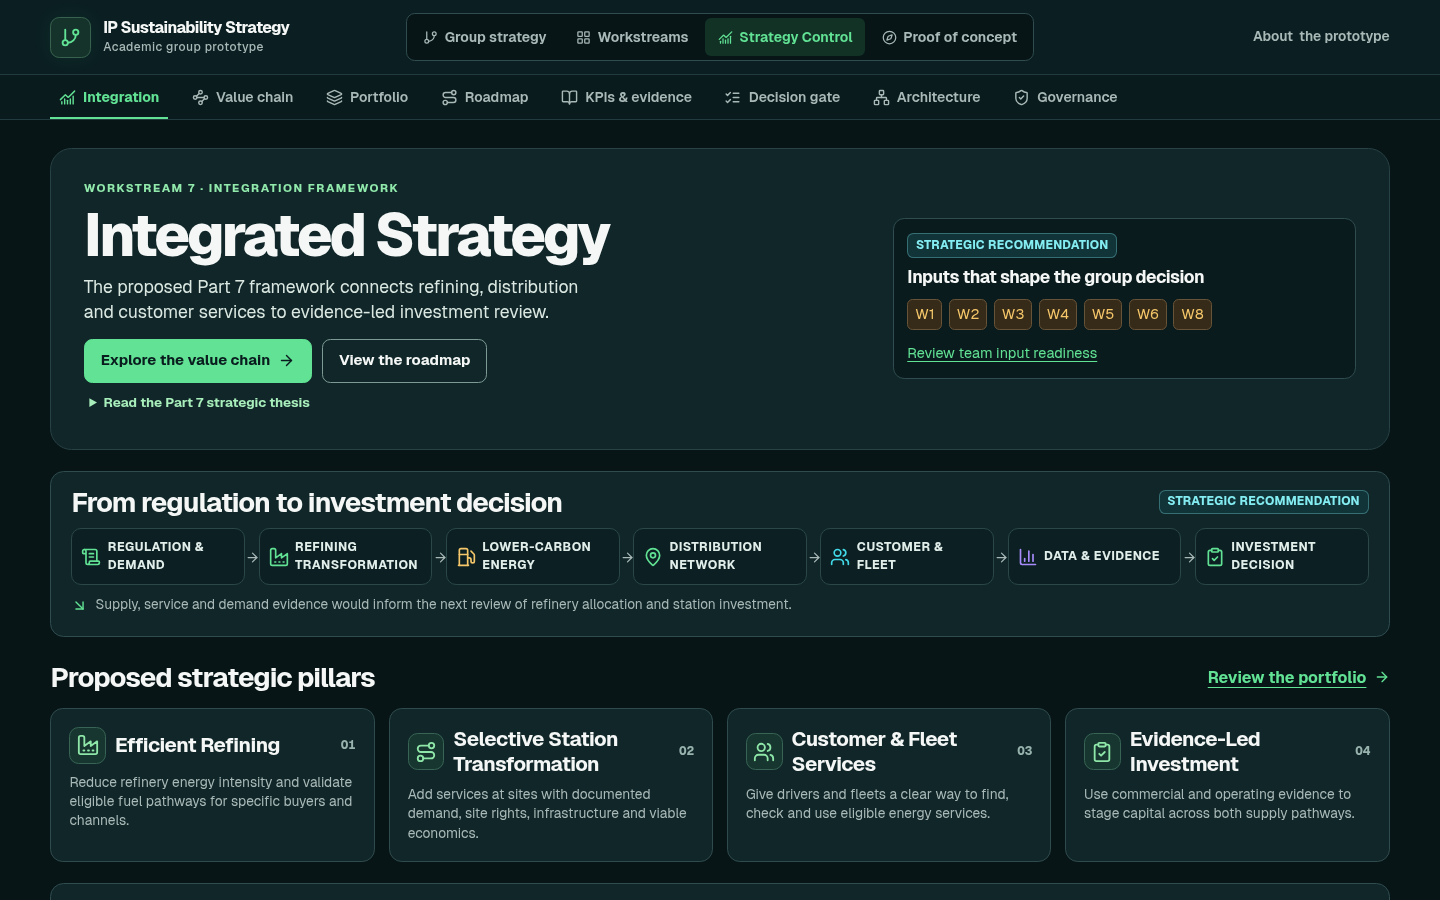 IP Sustainability Strategy
Academic group prototype
Group strategy
Workstreams
Strategy Control
Proof of concept
About the prototype
Integration
Value chain
Portfolio
Roadmap
KPIs & evidence
Decision gate
Architecture
Governance
WORKSTREAM 7 · INTEGRATION FRAMEWORK
Integrated Strategy
The proposed Part 7 framework connects refining, distribution
and customer services to evidence-led investment review.
Explore the value chain →
View the roadmap
▶ Read the Part 7 strategic thesis
STRATEGIC RECOMMENDATION
Inputs that shape the group decision
W1 W2 W3 W4 W5 W6 W8
Review team input readiness
From regulation to investment decision
STRATEGIC RECOMMENDATION
REGULATION &
DEMAND
→
REFINING
TRANSFORMATION
→
LOWER-CARBON
ENERGY
→
DISTRIBUTION
NETWORK
→
CUSTOMER &
FLEET
→
DATA & EVIDENCE
→
INVESTMENT
DECISION
↘ Supply, service and demand evidence would inform the next review of refinery allocation and station investment.
Proposed strategic pillars
Review the portfolio →
Efficient Refining
01
Reduce refinery energy intensity and validate
eligible fuel pathways for specific buyers and
channels.
Selective Station
Transformation
02
Add services at sites with documented
demand, site rights, infrastructure and viable
economics.
Customer & Fleet
Services
03
Give drivers and fleets a clear way to find,
check and use eligible energy services.
Evidence-Led
Investment
04
Use commercial and operating evidence to
stage capital across both supply pathways.